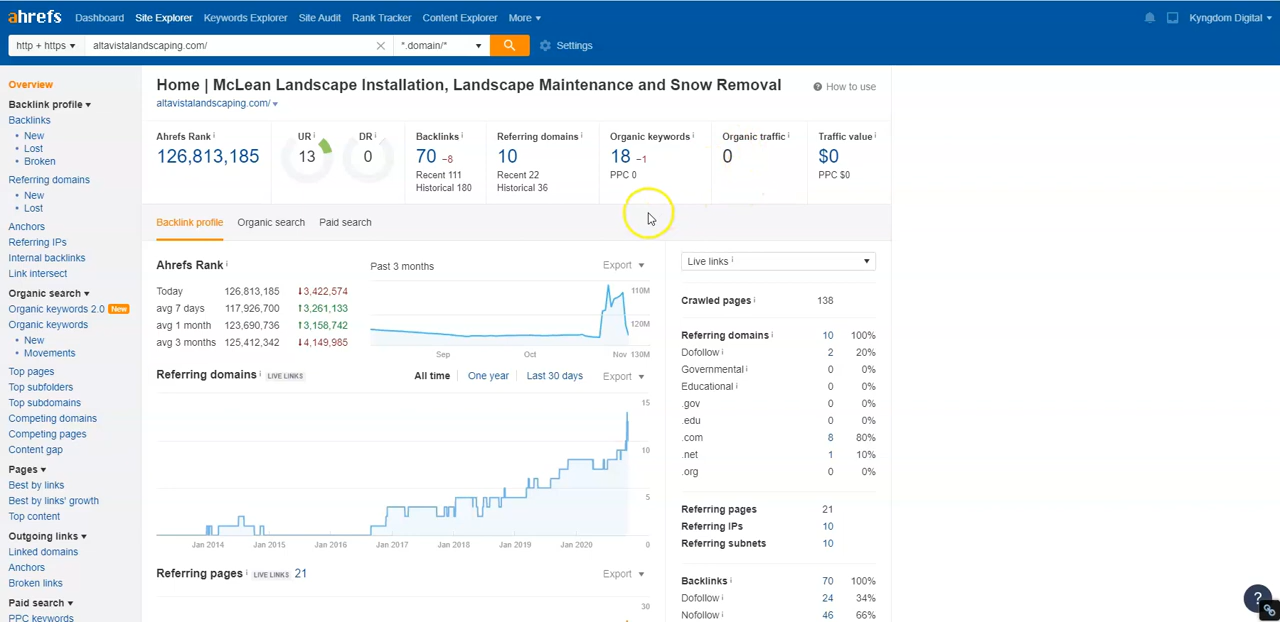 ahrefs Dashboard Site Explorer Keywords Explorer Site Audit Rank Tracker Content Explorer More Kyngdom Digital
http + https altavistalandscaping.com/ *.domain/* Settings
Overview
Backlink profile
Backlinks
• New
• Lost
• Broken
Referring domains
• New
• Lost
Anchors
Referring IPs
Internal backlinks
Link intersect
Organic search
Organic keywords 2.0 New
Organic keywords
• New
• Movements
Top pages
Top subfolders
Top subdomains
Competing domains
Competing pages
Content gap
Pages
Best by links
Best by links' growth
Top content
Outgoing links
Linked domains
Anchors
Broken links
Paid search
PPC keywords
Home | McLean Landscape Installation, Landscape Maintenance and Snow Removal
? How to use
altavistalandscaping.com/
Ahrefs Rank i
126,813,185
UR i
13
DR i
0
Backlinks i
70 -8
Recent 111
Historical 180
Referring domains i
10
Recent 22
Historical 36
Organic keywords i
18 -1
PPC 0
Organic traffic i
0
Traffic value i
$0
PPC $0
Backlink profile Organic search Paid search
Ahrefs Rank i
Past 3 months
Export
Today 126,813,185 ↓3,422,574
avg 7 days 117,926,700 ↑3,261,133
avg 1 month 123,690,736 ↑3,158,742
avg 3 months 125,412,342 ↓4,149,985
110M
120M
130M
Sep Oct Nov
Referring domains i LIVE LINKS
All time One year Last 30 days Export
15
10
5
0
Jan 2014 Jan 2015 Jan 2016 Jan 2017 Jan 2018 Jan 2019 Jan 2020
Referring pages i LIVE LINKS 21
Export
30
Live links i
Crawled pages i 138
Referring domains i 10 100%
Dofollow i 2 20%
Governmental i 0 0%
Educational i 0 0%
.gov 0 0%
.edu 0 0%
.com 8 80%
.net 1 10%
.org 0 0%
Referring pages 21
Referring IPs 10
Referring subnets 10
Backlinks i 70 100%
Dofollow i 24 34%
Nofollow i 46 66%
?